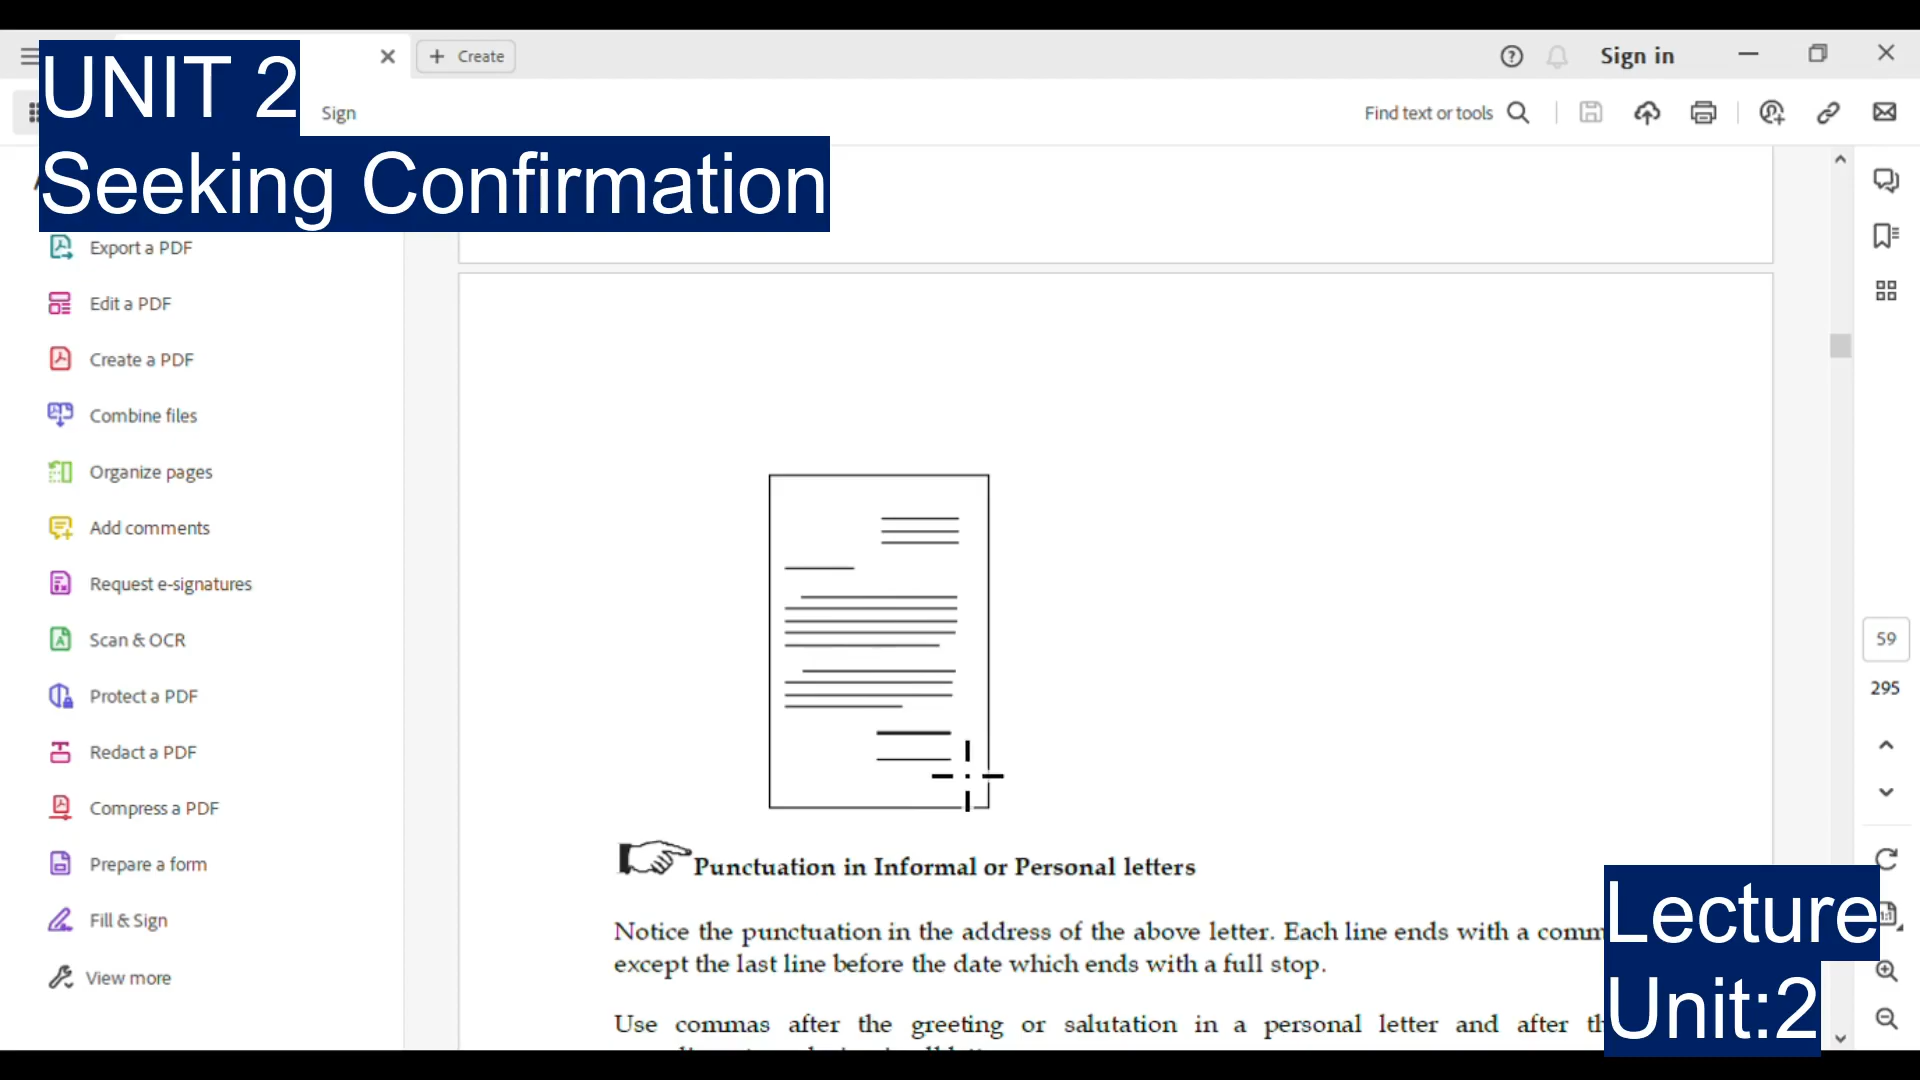 UNIT 2
Seeking Confirmation
Create
Sign in
Sign
Find text or tools
Export a PDF
Edit a PDF
Create a PDF
Combine files
Organize pages
Add comments
Request e-signatures
Scan & OCR
Protect a PDF
Redact a PDF
Compress a PDF
Prepare a form
Fill & Sign
View more
59
295
Punctuation in Informal or Personal letters
Notice the punctuation in the address of the above letter. Each line ends with a
except the last line before the date which ends with a full stop.
Use commas after the greeting or salutation in a personal letter and after
Lecture
Unit:2